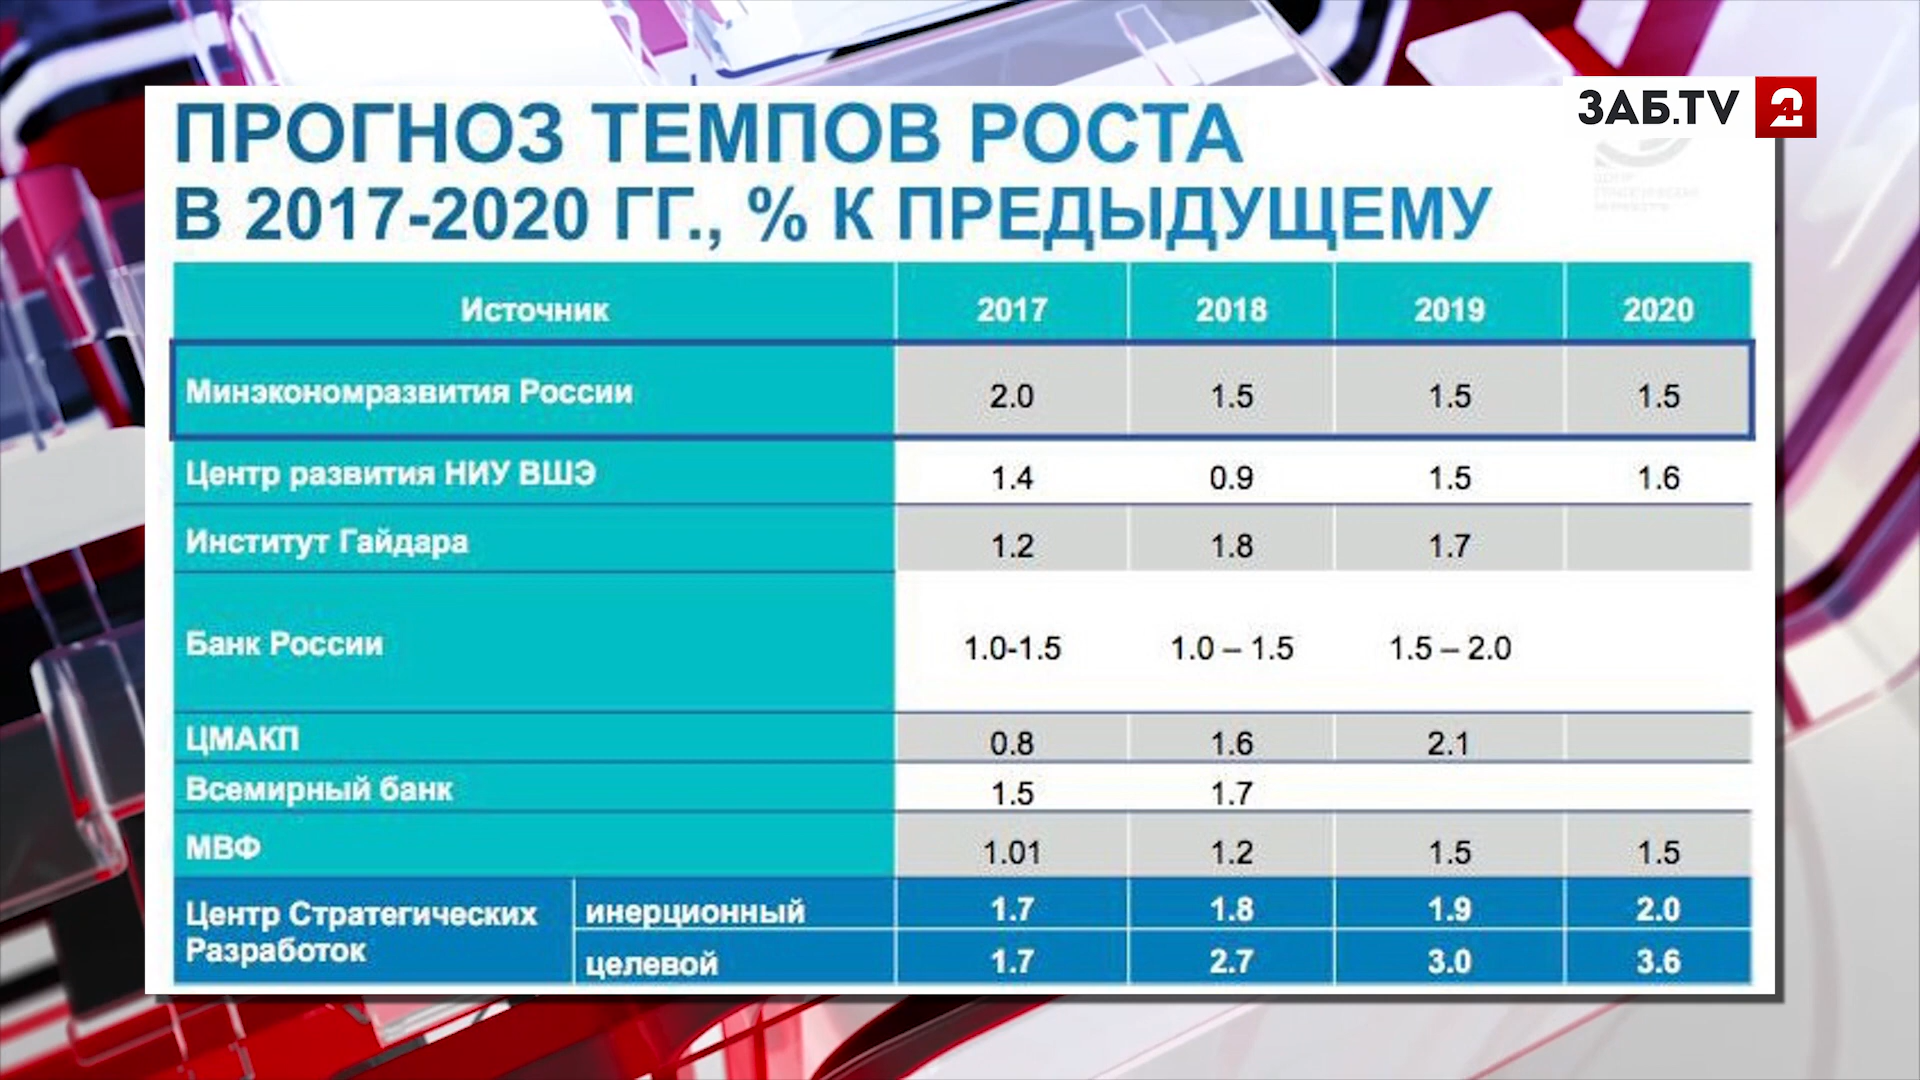 ЗАБ.TV 24
ПРОГНОЗ ТЕМПОВ РОСТА
В 2017-2020 ГГ., % К ПРЕДЫДУЩЕМУ
Источник 2017 2018 2019 2020
Минэкономразвития России 2.0 1.5 1.5 1.5
Центр развития НИУ ВШЭ 1.4 0.9 1.5 1.6
Институт Гайдара 1.2 1.8 1.7
Банк России 1.0-1.5 1.0 – 1.5 1.5 – 2.0
ЦМАКП 0.8 1.6 2.1
Всемирный банк 1.5 1.7
МВФ 1.01 1.2 1.5 1.5
Центр Стратегических
Разработок
инерционный 1.7 1.8 1.9 2.0
целевой 1.7 2.7 3.0 3.6